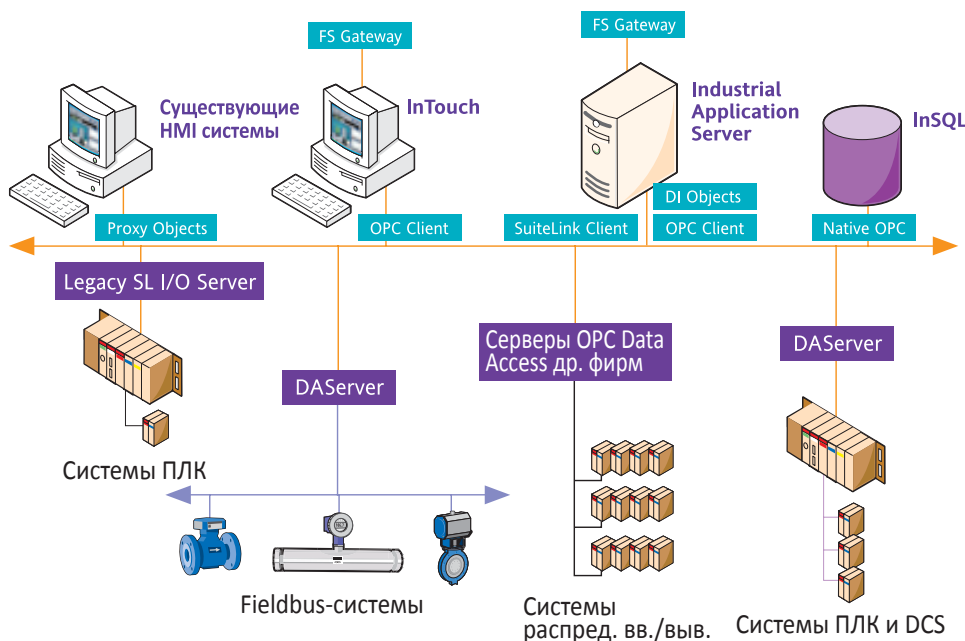 FS Gateway
FS Gateway
Существующие
HMI системы
InTouch
Industrial
Application
Server
InSQL
DI Objects
Proxy Objects
OPC Client
SuiteLink Client
OPC Client
Native OPC
Legacy SL I/O Server
Серверы OPC Data
Access др. фирм
DAServer
DAServer
Системы ПЛК
Fieldbus-системы
Системы
распред. вв./выв.
Системы ПЛК и DCS